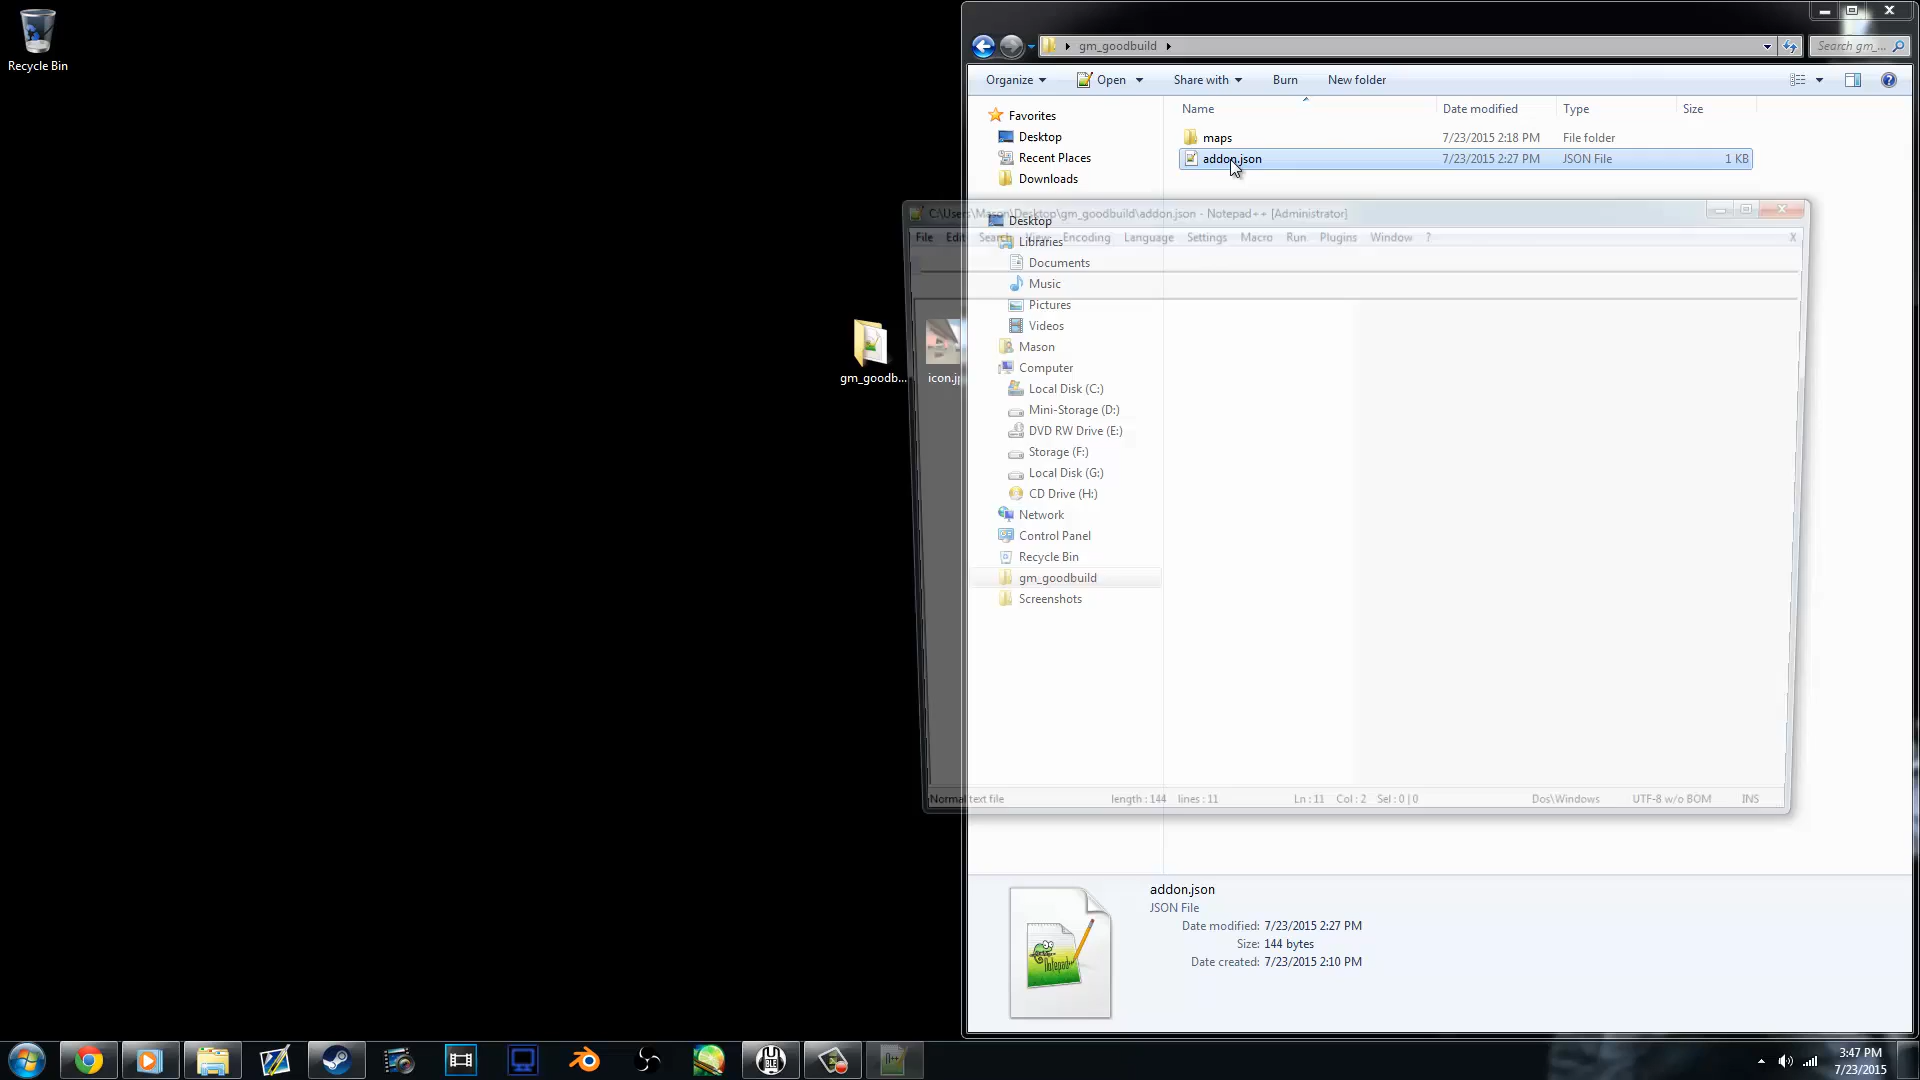 Recycle Bin
gm_goodbuild
Search gm_...
Organize
Open
Share with
Burn
New folder
Name
Date modified
Type
Size
Favorites
Desktop
Recent Places
Downloads
maps
7/23/2015 2:18 PM
File folder
addon.json
7/23/2015 2:27 PM
JSON File
1 KB
C:\Users\Mason\Desktop\gm_goodbuild\addon.json - Notepad++ [Administrator]
File Edit Search View Encoding Language Settings Macro Run Plugins Window ? X
Desktop
Libraries
Documents
Music
Pictures
Videos
Mason
Computer
Local Disk (C:)
Mini-Storage (D:)
DVD RW Drive (E:)
Storage (F:)
Local Disk (G:)
CD Drive (H:)
Network
Control Panel
Recycle Bin
gm_goodbuild
Screenshots
gm_goodb...
icon.jp
Normal text file
length : 144 lines : 11
Ln : 11 Col : 2 Sel : 0 | 0
Dos\Windows
UTF-8 w/o BOM
INS
addon.json
JSON File
Date modified: 7/23/2015 2:27 PM
Size: 144 bytes
Date created: 7/23/2015 2:10 PM
Notepad++
3:47 PM
7/23/2015